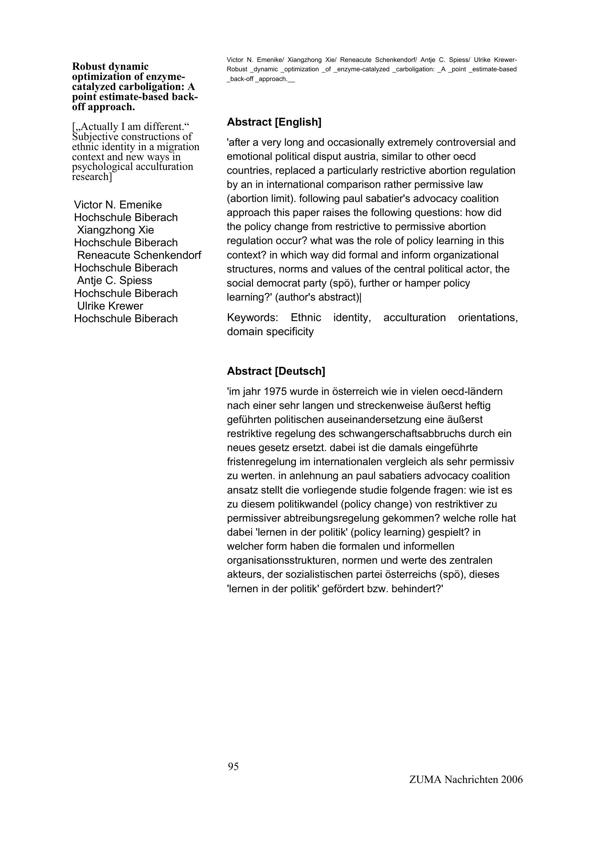 Robust dynamic
optimization of enzyme-
catalyzed carboligation: A
point estimate-based back-
off approach.
[„Actually I am different.“
Subjective constructions of
ethnic identity in a migration
context and new ways in
psychological acculturation
research]
Victor N. Emenike
Hochschule Biberach
Xiangzhong Xie
Hochschule Biberach
Reneacute Schenkendorf
Hochschule Biberach
Antje C. Spiess
Hochschule Biberach
Ulrike Krewer
Hochschule Biberach
Victor N. Emenike/ Xiangzhong Xie/ Reneacute Schenkendorf/ Antje C. Spiess/ Ulrike Krewer-
Robust _dynamic _optimization _of _enzyme-catalyzed _carboligation: _A _point _estimate-based
_back-off _approach.__
Abstract [English]
'after a very long and occasionally extremely controversial and
emotional political disput austria, similar to other oecd
countries, replaced a particularly restrictive abortion regulation
by an in international comparison rather permissive law
(abortion limit). following paul sabatier's advocacy coalition
approach this paper raises the following questions: how did
the policy change from restrictive to permissive abortion
regulation occur? what was the role of policy learning in this
context? in which way did formal and inform organizational
structures, norms and values of the central political actor, the
social democrat party (spö), further or hamper policy
learning?' (author's abstract)|
Keywords: Ethnic identity, acculturation orientations,
domain specificity
Abstract [Deutsch]
'im jahr 1975 wurde in österreich wie in vielen oecd-ländern
nach einer sehr langen und streckenweise äußerst heftig
geführten politischen auseinandersetzung eine äußerst
restriktive regelung des schwangerschaftsabbruchs durch ein
neues gesetz ersetzt. dabei ist die damals eingeführte
fristenregelung im internationalen vergleich als sehr permissiv
zu werten. in anlehnung an paul sabatiers advocacy coalition
ansatz stellt die vorliegende studie folgende fragen: wie ist es
zu diesem politikwandel (policy change) von restriktiver zu
permissiver abtreibungsregelung gekommen? welche rolle hat
dabei 'lernen in der politik' (policy learning) gespielt? in
welcher form haben die formalen und informellen
organisationsstrukturen, normen und werte des zentralen
akteurs, der sozialistischen partei österreichs (spö), dieses
'lernen in der politik' gefördert bzw. behindert?'
95
ZUMA Nachrichten 2006